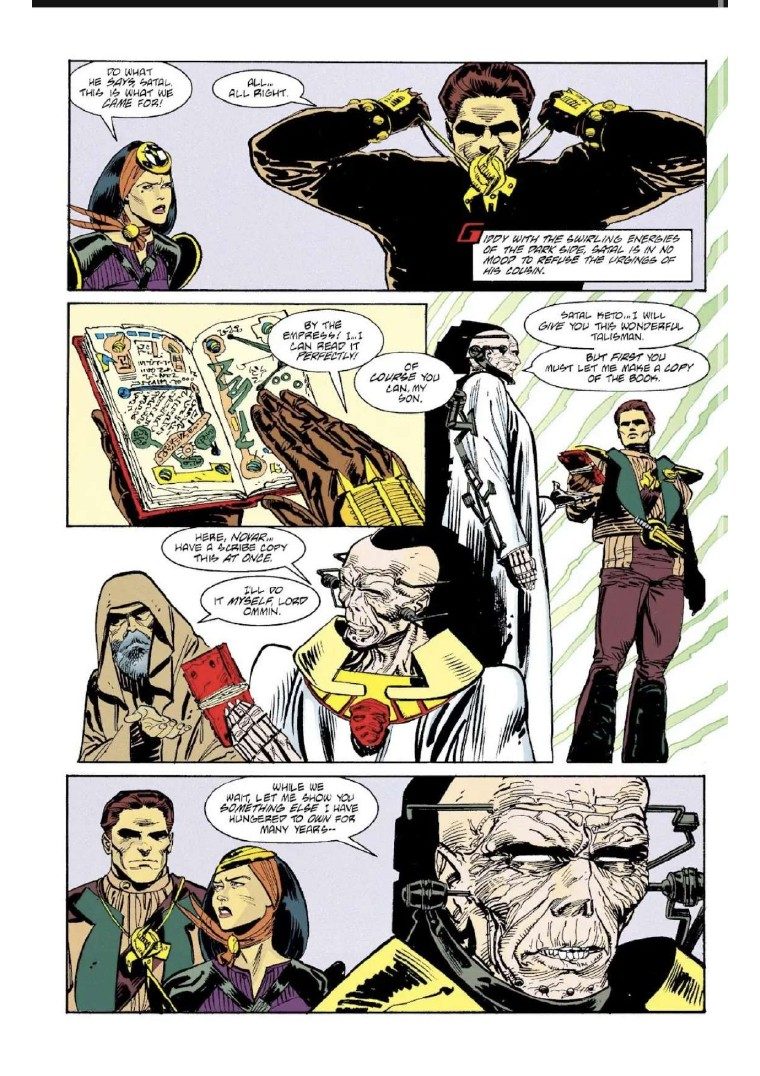 DO WHAT
HE SAYS, SATAL.
THIS IS WHAT WE
CAME FOR!
ALL...
ALL RIGHT.
GIDDY WITH THE SWIRLING ENERGIES
OF THE DARK SIDE, SATAL IS IN NO
MOOD TO REFUSE THE URGINGS OF
HIS COUSIN.
BY THE
EMPRESS! I...I
CAN READ IT
PERFECTLY!
OF
COURSE YOU
CAN, MY
SON.
SATAL KETO... I WILL
GIVE YOU THIS WONDERFUL
TALISMAN.
BUT FIRST YOU
MUST LET ME MAKE A COPY
OF THE BOOK.
HERE, NOVAR...
HAVE A SCRIBE COPY
THIS AT ONCE.
I'LL DO
IT MYSELF, LORD
OMMIN.
WHILE WE
WAIT, LET ME SHOW YOU
SOMETHING ELSE I HAVE
HUNGERED TO OWN FOR
MANY YEARS--